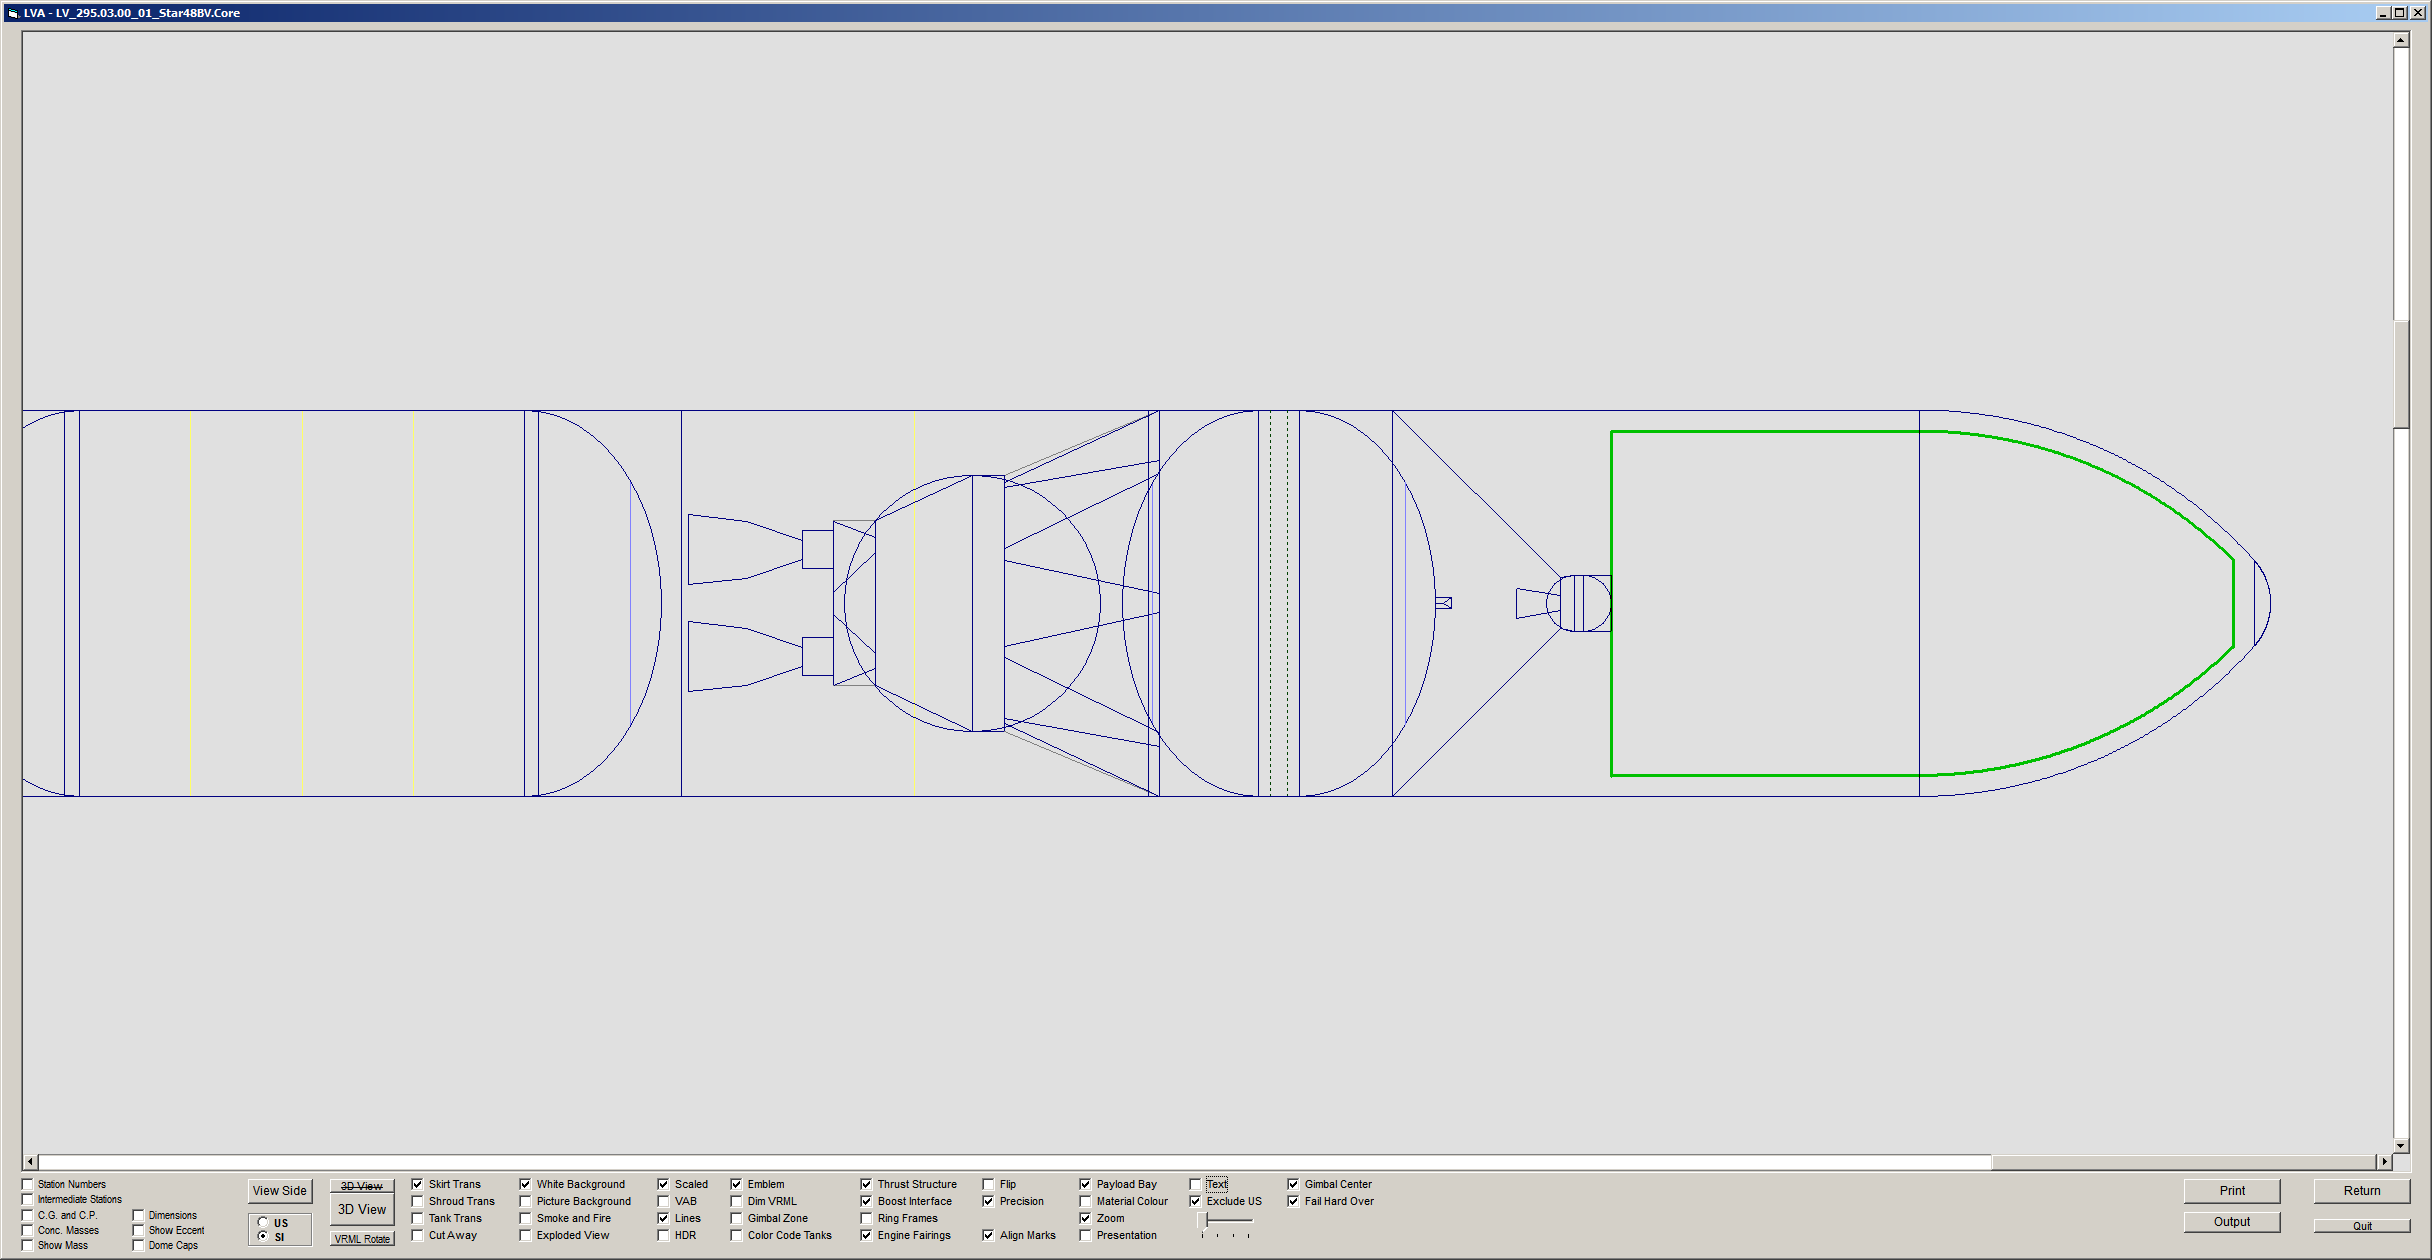 LVA - LV_295.03.00_01_Star48BV.Core
Station Numbers
Intermediate Stations
C.G. and C.P.
Dimensions
Conc. Masses
Show Eccent
Show Mass
Dome Caps
View Side
US
SI
3D View
3D View
VRML Rotate
Skirt Trans
Shroud Trans
Tank Trans
Cut Away
White Background
Picture Background
Smoke and Fire
Exploded View
Scaled
VAB
Lines
HDR
Emblem
Dim VRML
Gimbal Zone
Color Code Tanks
Thrust Structure
Boost Interface
Ring Frames
Engine Fairings
Flip
Precision
Align Marks
Payload Bay
Material Colour
Zoom
Presentation
Text
Exclude US
Gimbal Center
Fail Hard Over
Print
Output
Return
Quit